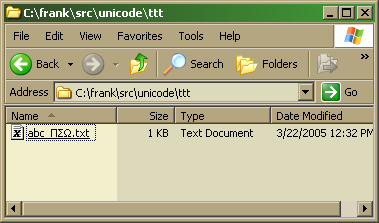 C:\frank\src\unicode\ttt
File Edit View Favorites Tools Help
Back Search Folders
Address C:\frank\src\unicode\ttt Go
Name Size Type Date Modified
abc_ΠΣΩ.txt 1 KB Text Document 3/22/2005 12:32 PM